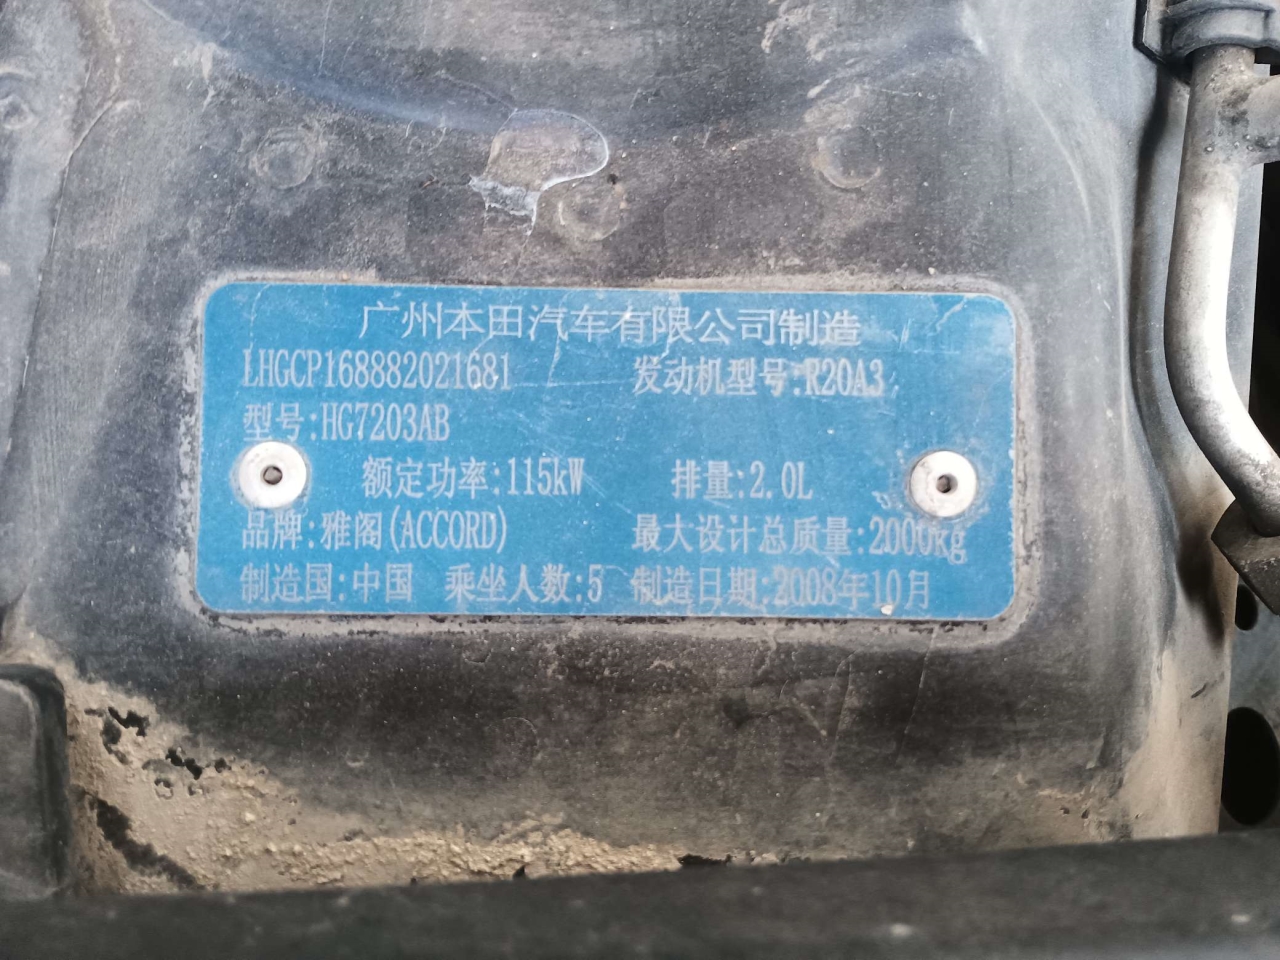 广州本田汽车有限公司制造
LHGCP168882021681 发动机型号:R20A3
型号:HG7203AB
额定功率:115kW 排量:2.0L
品牌:雅阁(ACCORD) 最大设计总质量:2000kg
制造国:中国 乘坐人数:5 制造日期:2008年10月